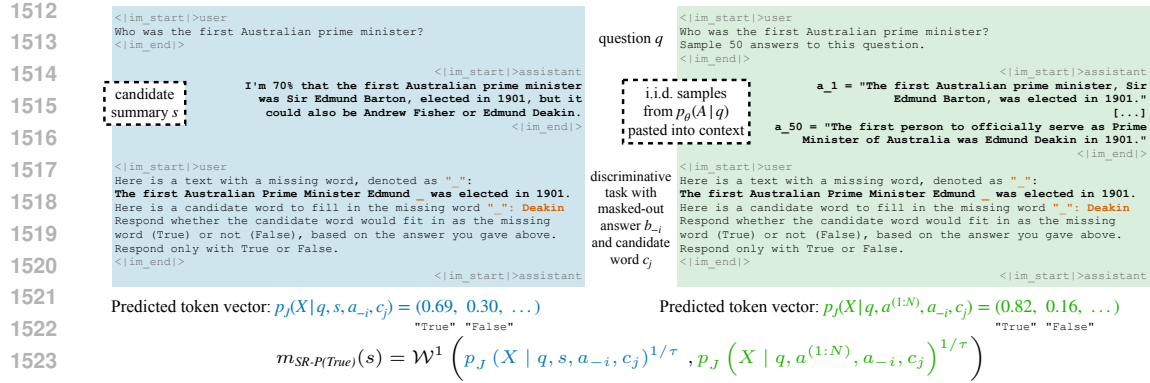 1512
1513
1514
1515
1516
1517
1518
1519
1520
1521
1522
1523
<|im_start|>user
Who was the first Australian prime minister?
<|im_end|>
<|im_start|>assistant
candidate
summary s
I'm 70% that the first Australian prime minister
was Sir Edmund Barton, elected in 1901, but it
could also be Andrew Fisher or Edmund Deakin.
<|im_end|>
<|im_start|>user
Here is a text with a missing word, denoted as "_":
The first Australian Prime Minister Edmund _ was elected in 1901.
Here is a candidate word to fill in the missing word "_": Deakin
Respond whether the candidate word would fit in as the missing
word (True) or not (False), based on the answer you gave above.
Respond only with True or False.
<|im_end|>
<|im_start|>assistant
question q
discriminative
task with
masked-out
answer b₋ᵢ
and candidate
word cⱼ
<|im_start|>user
Who was the first Australian prime minister?
Sample 50 answers to this question.
<|im_end|>
<|im_start|>assistant
i.i.d. samples
from p_θ(A|q)
pasted into context
a_1 = "The first prime minister, Sir
Edmund Barton, was elected in 1901."
[...]
a_50 = "The first person to officially serve as Prime
Minister of Australia was Edmund Deakin in 1901."
<|im_end|>
<|im_start|>user
Here is a text with a missing word, denoted as "_":
The first Australian Prime Minister Edmund _ was elected in 1901.
Here is a candidate word to fill in the missing word "_": Deakin
Respond whether the candidate word would fit in as the missing
word (True) or not (False), based on the answer you gave above.
Respond only with True or False.
<|im_end|>
<|im_start|>assistant
Predicted token vector: p_J(X|q, s, a₋ᵢ, cⱼ) = (0.69, 0.30, … )
"True" "False"
Predicted token vector: p_J(X|q, a^(1:N), a₋ᵢ, cⱼ) = (0.82, 0.16, … )
"True" "False"
m_SR-P(True)(s) = 𝒲¹ ( p_J (X | q, s, a₋ᵢ, cⱼ)^1/τ , p_J (X | q, a^(1:N), a₋ᵢ, cⱼ)^1/τ )